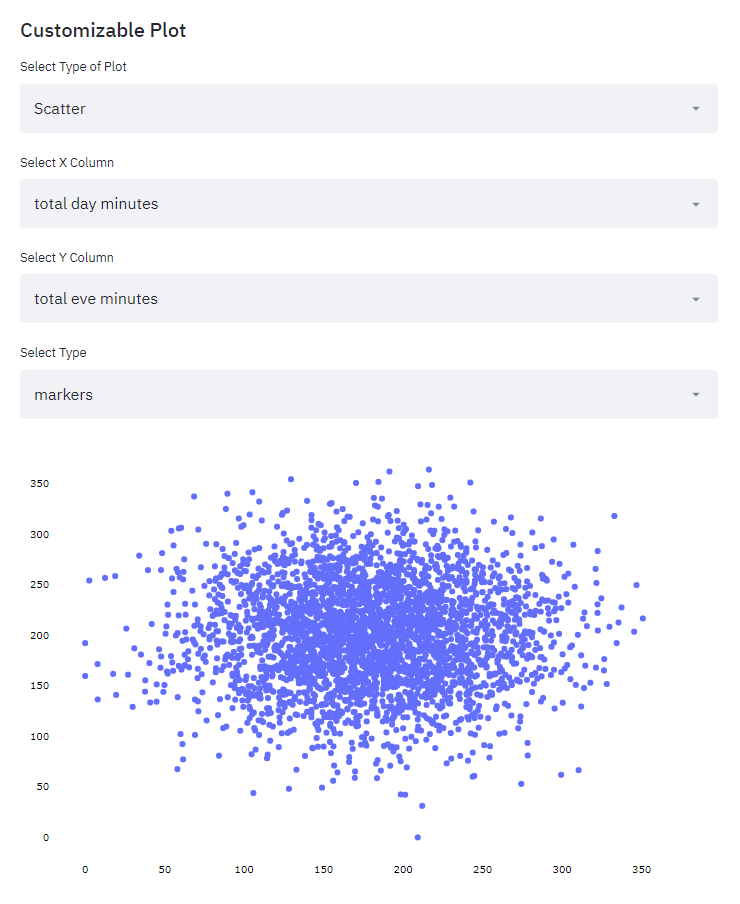 Customizable Plot
Select Type of Plot
Scatter
Select X Column
total day minutes
Select Y Column
total eve minutes
Select Type
markers
350
300
250
200
150
100
50
0
0 50 100 150 200 250 300 350